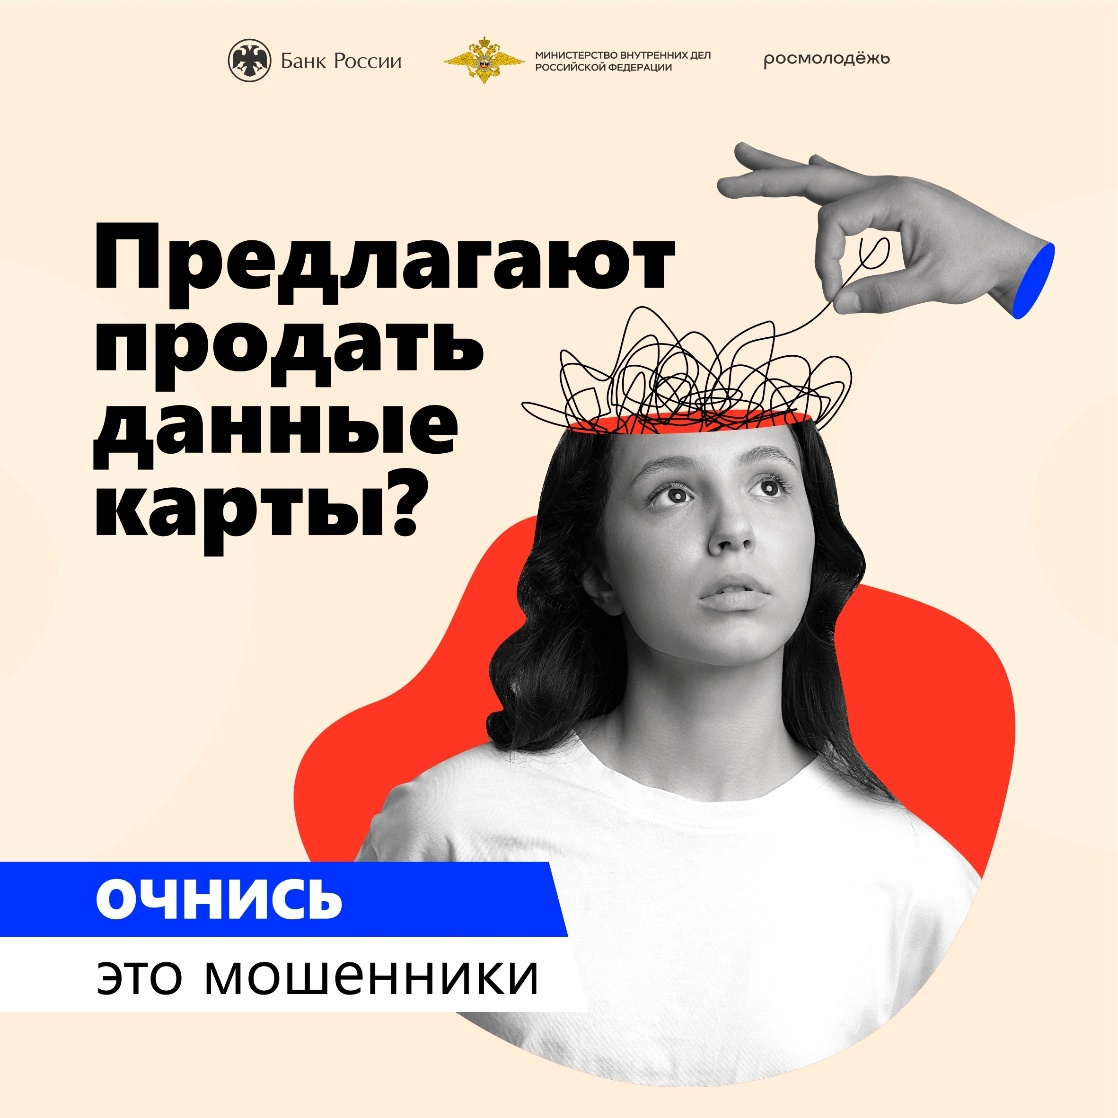 Банк России
МИНИСТЕРСТВО ВНУТРЕННИХ ДЕЛ
РОССИЙСКОЙ ФЕДЕРАЦИИ
росмолодёжь
Предлагают
продать
данные
карты?
ОЧНИСЬ
это мошенники